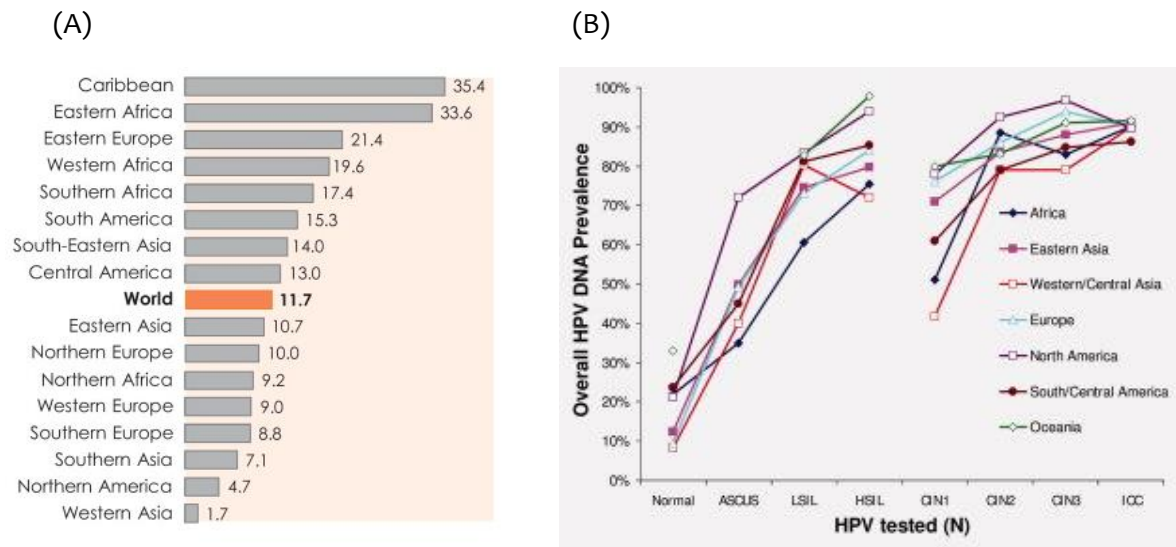 (A)
Caribbean 35.4
Eastern Africa 33.6
Eastern Europe 21.4
Western Africa 19.6
Southern Africa 17.4
South America 15.3
South-Eastern Asia 14.0
Central America 13.0
World 11.7
Eastern Asia 10.7
Northern Europe 10.0
Northern Africa 9.2
Western Europe 9.0
Southern Europe 8.8
Southern Asia 7.1
Northern America 4.7
Western Asia 1.7
(B)
Overall HPV DNA Prevalence
100%
90%
80%
70%
60%
50%
40%
30%
20%
10%
0%
Africa
Eastern Asia
Western/Central Asia
Europe
North America
South/Central America
Oceania
Normal ASCUS LSIL HSIL CIN1 CIN2 CIN3 ICC
HPV tested (N)